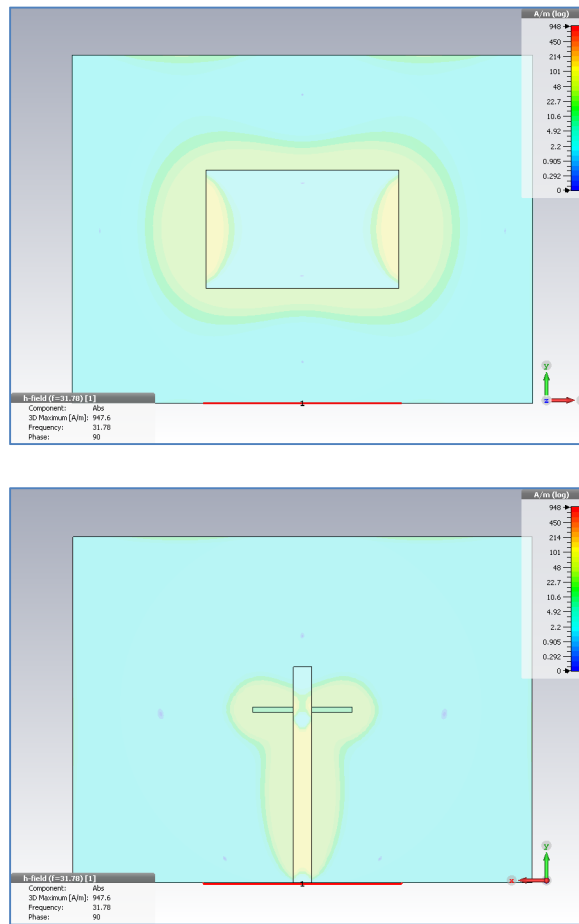 A/m (log)
948
450
214
101
48
22.7
10.6
4.92
2.2
0.905
0.292
0
y
z
1
h-field (f=31.78) [1]
Component: Abs
3D Maximum [A/m]: 947.6
Frequency: 31.78
Phase: 90
A/m (log)
948
450
214
101
48
22.7
10.6
4.92
2.2
0.905
0.292
0
y
x
1
h-field (f=31.78) [1]
Component: Abs
3D Maximum [A/m]: 947.6
Frequency: 31.78
Phase: 90